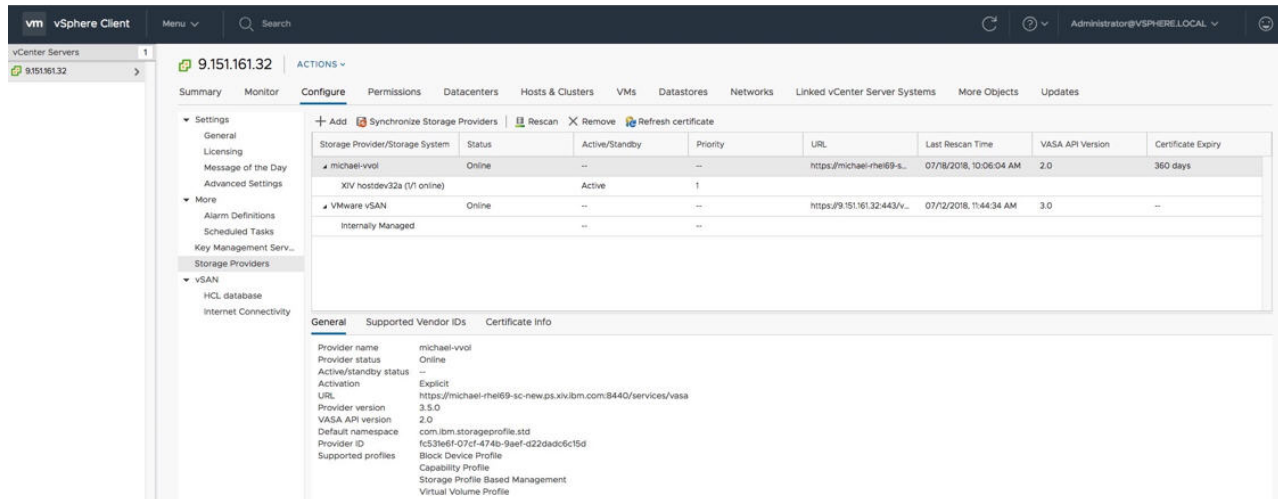 vm vSphere Client Menu Search Administrator@VSPHERE.LOCAL
vCenter Servers 1
9.151.161.32
9.151.161.32 ACTIONS
Summary Monitor Configure Permissions Datacenters Hosts & Clusters VMs Datastores Networks Linked vCenter Server Systems More Objects Updates
Settings
General
Licensing
Message of the Day
Advanced Settings
More
Alarm Definitions
Scheduled Tasks
Key Management Serv...
Storage Providers
vSAN
HCL database
Internet Connectivity
Add Synchronize Storage Providers Rescan Remove Refresh certificate
Storage Provider/Storage System Status Active/Standby Priority URL Last Rescan Time VASA API Version Certificate Expiry
michael-vvol Online -- -- https://michael-rhel69-s... 07/18/2018, 10:06:04 AM 2.0 360 days
XIV hostdev32a (1/1 online) Active 1
VMware vSAN Online -- -- https://9.151.161.32:443/v... 07/12/2018, 11:44:34 AM 3.0 --
Internally Managed -- --
General Supported Vendor IDs Certificate Info
Provider name michael-vvol
Provider status Online
Active/standby status --
Activation Explicit
URL https://michael-rhel69-sc-new.ps.xiv.ibm.com:8440/services/vasa
Provider version 3.5.0
VASA API version 2.0
Default namespace com.ibm.storageprofile.std
Provider ID fc531e6f-07cf-474b-9aef-d22dadc6c15d
Supported profiles Block Device Profile
Capability Profile
Storage Profile Based Management
Virtual Volume Profile